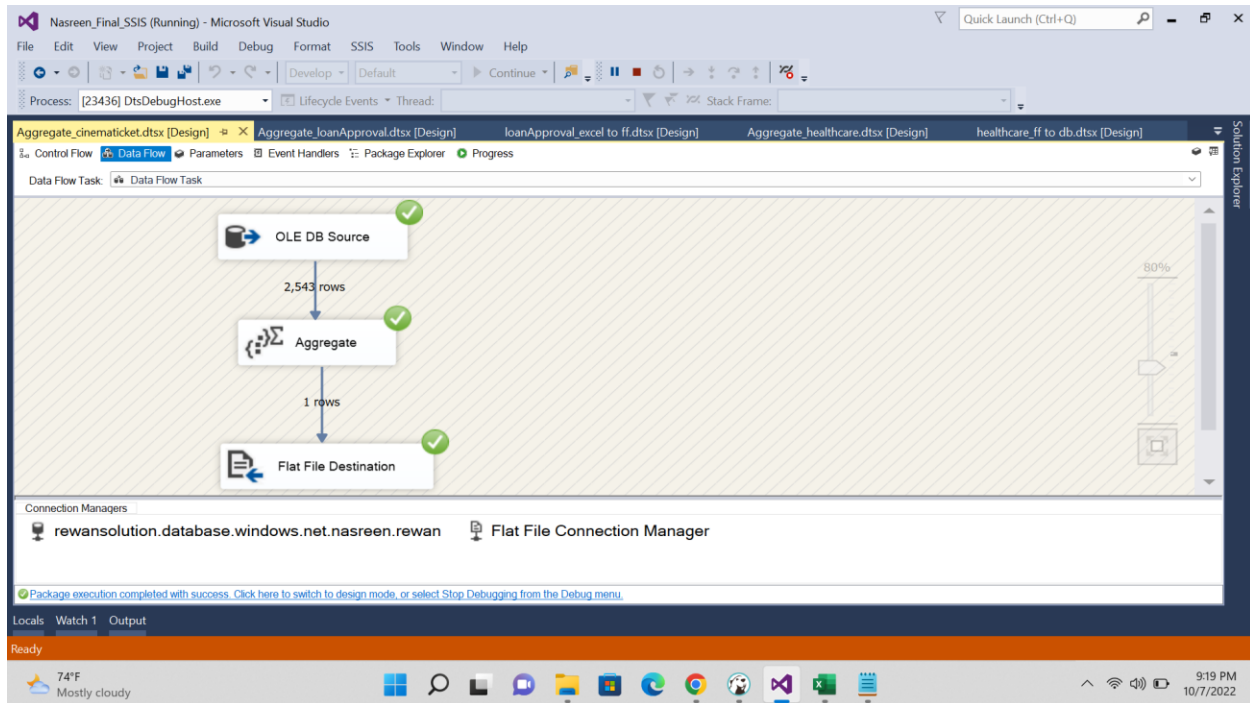 Nasreen_Final_SSIS (Running) - Microsoft Visual Studio
Quick Launch (Ctrl+Q)
File Edit View Project Build Debug Format SSIS Tools Window Help
Develop Default Continue
Process: [23436] DtsDebugHost.exe Lifecycle Events Thread: Stack Frame:
Aggregate_cinematicket.dtsx [Design] Aggregate_loanApproval.dtsx [Design] loanApproval_excel to ff.dtsx [Design] Aggregate_healthcare.dtsx [Design] healthcare_ff to db.dtsx [Design]
Solution Explorer
Control Flow Data Flow Parameters Event Handlers Package Explorer Progress
Data Flow Task: Data Flow Task
OLE DB Source
80%
2,543 rows
Aggregate
1 rows
Flat File Destination
Connection Managers
rewansolution.database.windows.net.nasreen.rewan Flat File Connection Manager
Package execution completed with success. Click here to switch to design mode, or select Stop Debugging from the Debug menu.
Locals Watch 1 Output
Ready
74°F
Mostly cloudy
9:19 PM
10/7/2022